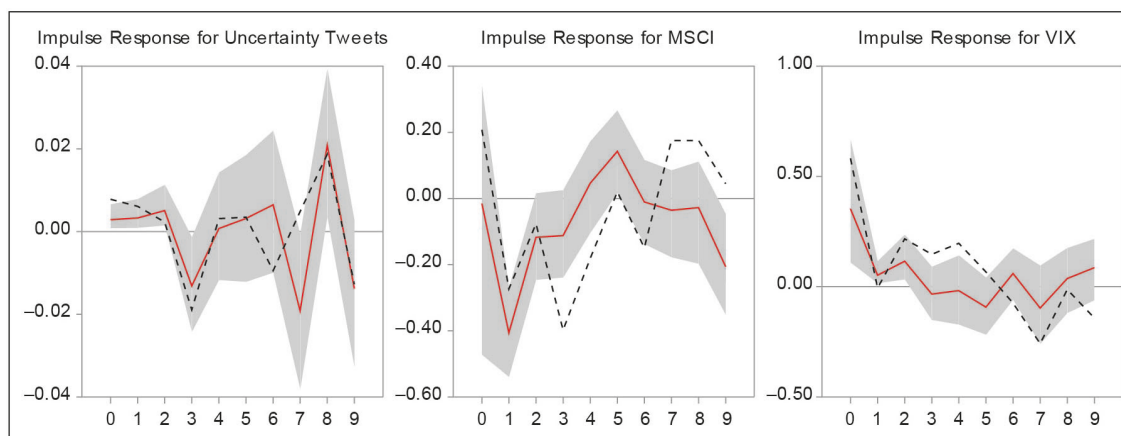 Impulse Response for Uncertainty Tweets
0.04
0.02
0.00
−0.02
−0.04
0 1 2 3 4 5 6 7 8 9
Impulse Response for MSCI
0.40
0.20
0.00
−0.20
−0.40
−0.60
0 1 2 3 4 5 6 7 8 9
Impulse Response for VIX
1.00
0.50
0.00
−0.50
0 1 2 3 4 5 6 7 8 9